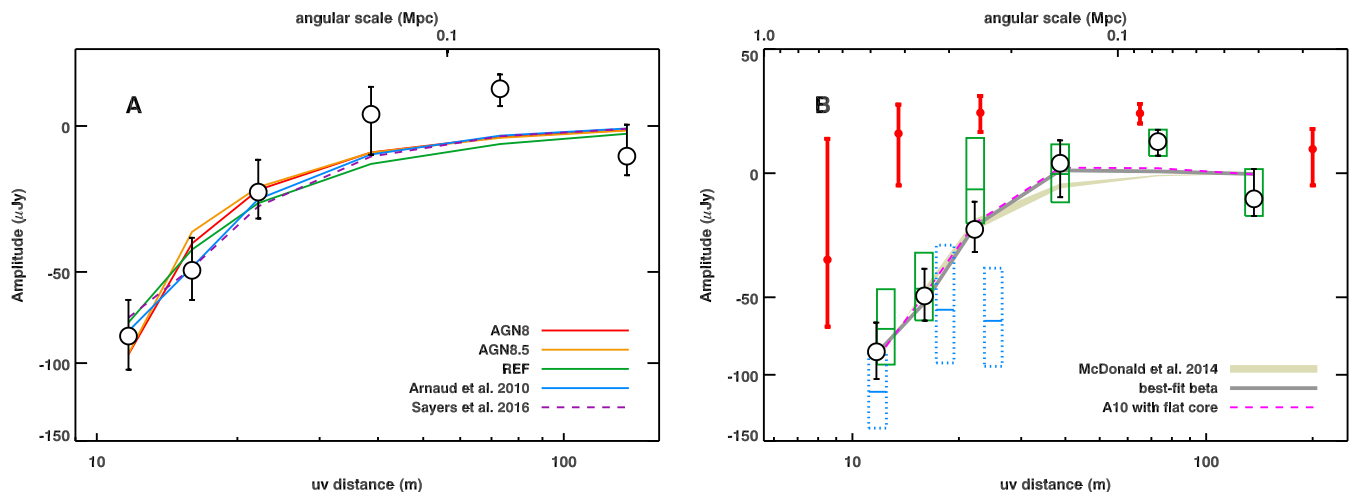 angular scale (Mpc)
0.1
A
0
-50
-100
-150
Amplitude (μJy)
AGN8
AGN8.5
REF
Arnaud et al. 2010
Sayers et al. 2016
10
100
uv distance (m)
angular scale (Mpc)
1.0
0.1
B
50
0
-50
-100
-150
Amplitude (μJy)
McDonald et al. 2014
best-fit beta
A10 with flat core
10
100
uv distance (m)